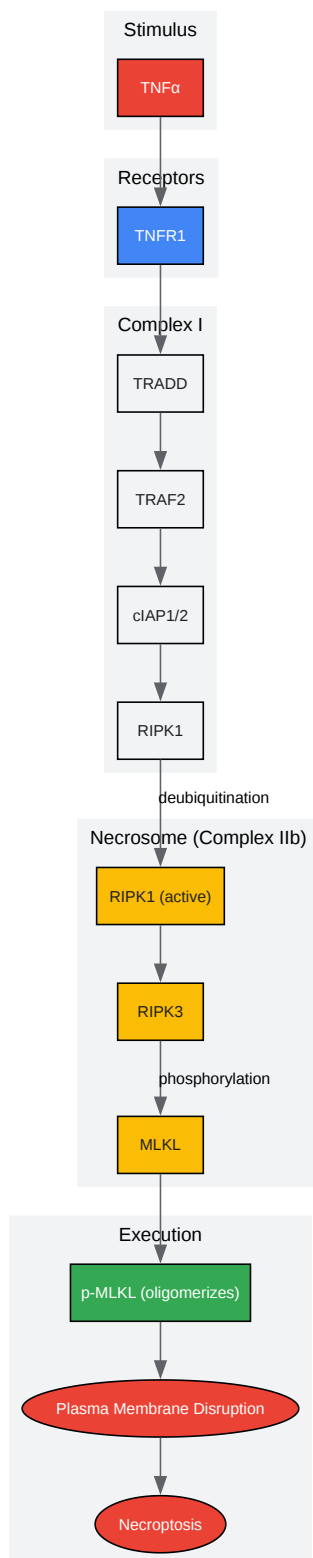 Stimulus
TNFα
Receptors
TNFR1
Complex I
TRADD
TRAF2
cIAP1/2
RIPK1
deubiquitination
Necrosome (Complex IIb)
RIPK1 (active)
RIPK3
phosphorylation
MLKL
Execution
p-MLKL (oligomerizes)
Plasma Membrane Disruption
Necroptosis